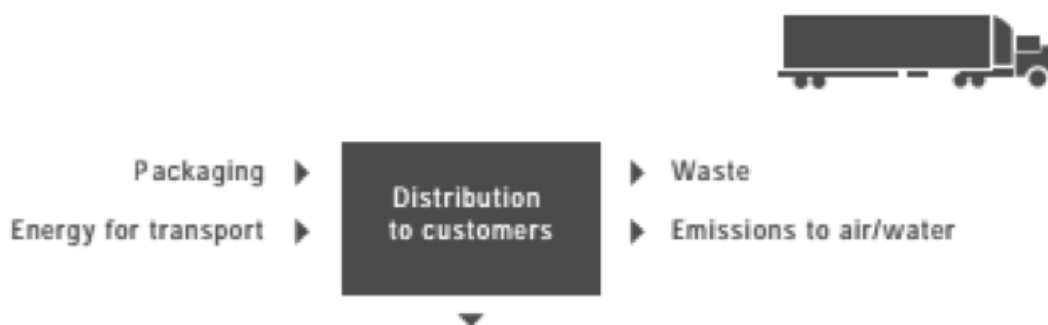 Packaging
Distribution
to customers
Waste
Energy for transport
Emissions to air/water